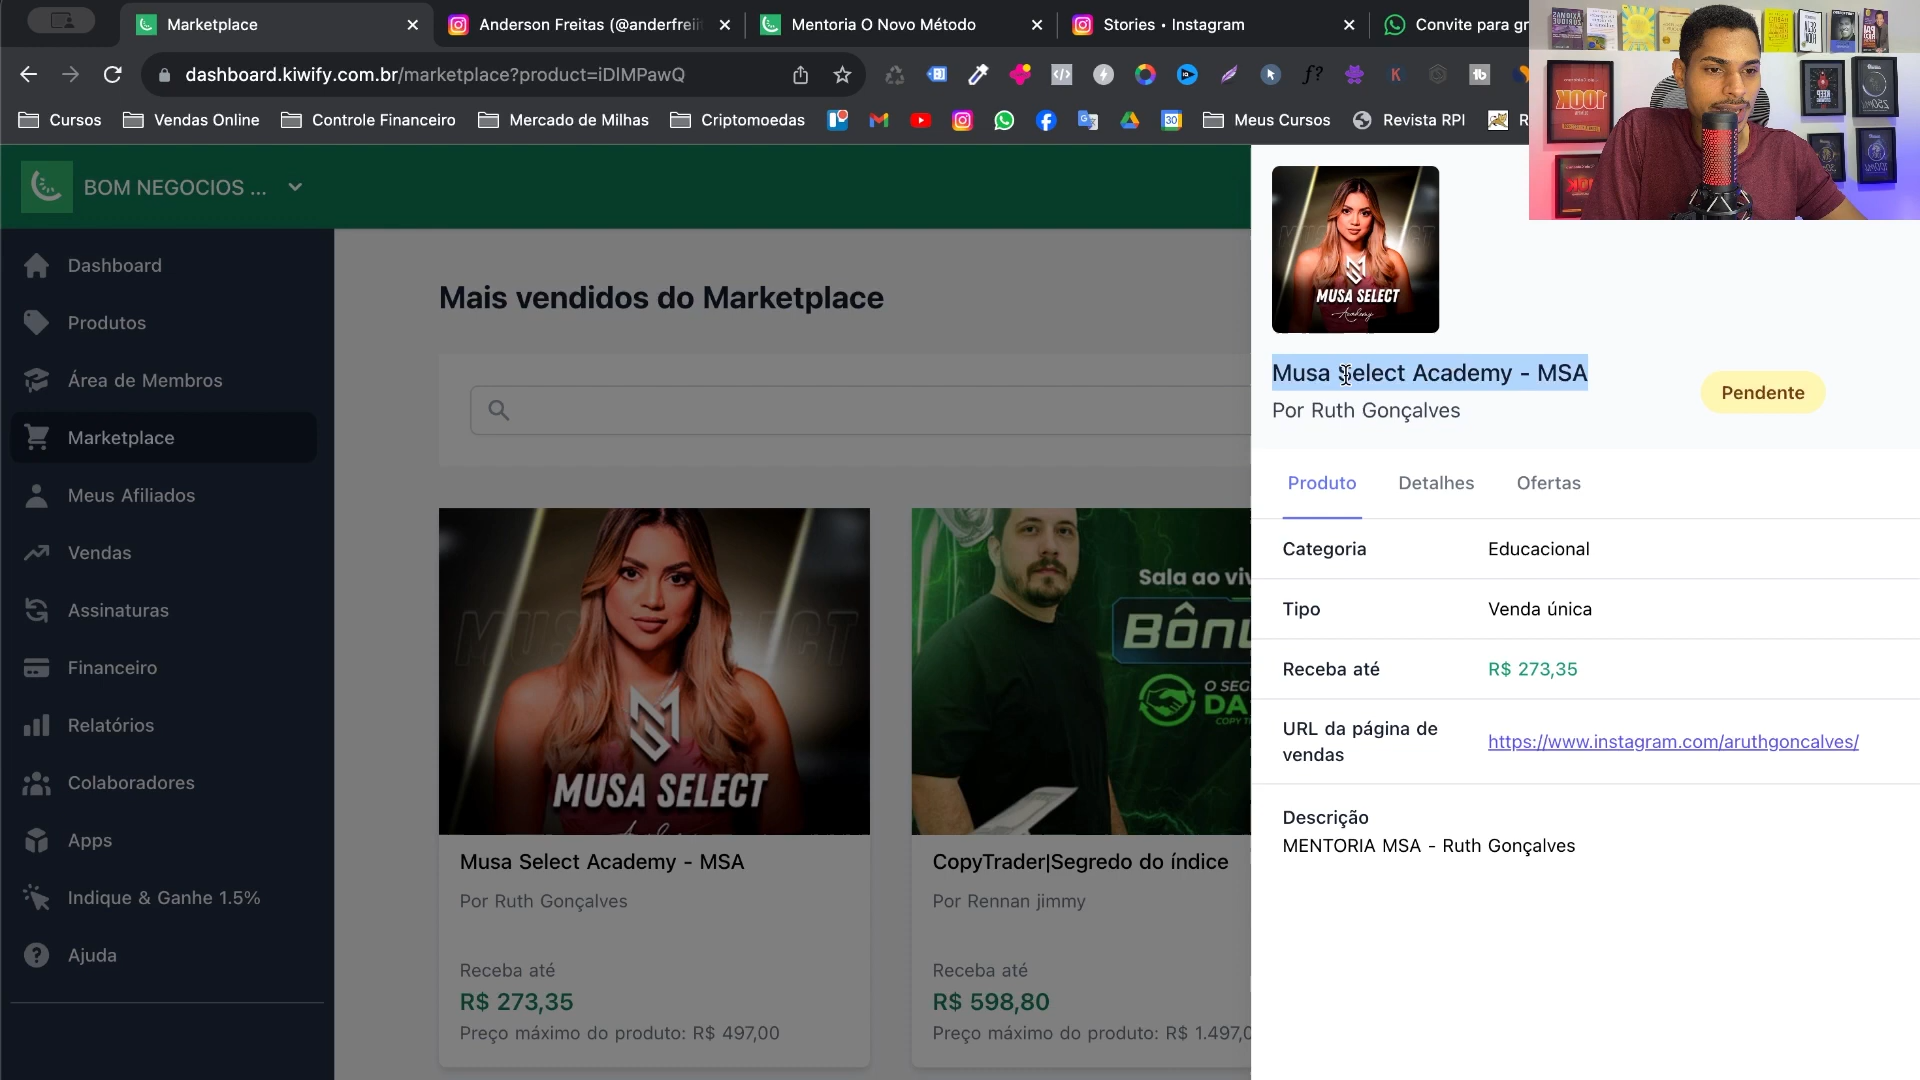 Marketplace
Anderson Freitas (@anderfreit
Mentoria O Novo Método
Stories • Instagram
Convite para gr
dashboard.kiwify.com.br/marketplace?product=iDlMPawQ
Cursos
Vendas Online
Controle Financeiro
Mercado de Milhas
Criptomoedas
Meus Cursos
Revista RPI
R
BOM NEGOCIOS ...
Dashboard
Produtos
Área de Membros
Marketplace
Meus Afiliados
Vendas
Assinaturas
Financeiro
Relatórios
Colaboradores
Apps
Indique & Ganhe 1.5%
Ajuda
Mais vendidos do Marketplace
MUSA SELECT
Musa Select Academy - MSA
Por Ruth Gonçalves
Receba até
R$ 273,35
Preço máximo do produto: R$ 497,00
Sala ao viv
BÔNU
O SEG
DA
COPY T
CopyTrader|Segredo do índice
Por Rennan jimmy
Receba até
R$ 598,80
Preço máximo do produto: R$ 1.497,0
MUSA SELECT
Academy
Musa Select Academy - MSA
Por Ruth Gonçalves
Pendente
Produto
Detalhes
Ofertas
Categoria
Educacional
Tipo
Venda única
Receba até
R$ 273,35
URL da página de
vendas
https://www.instagram.com/aruthgoncalves/
Descrição
MENTORIA MSA - Ruth Gonçalves